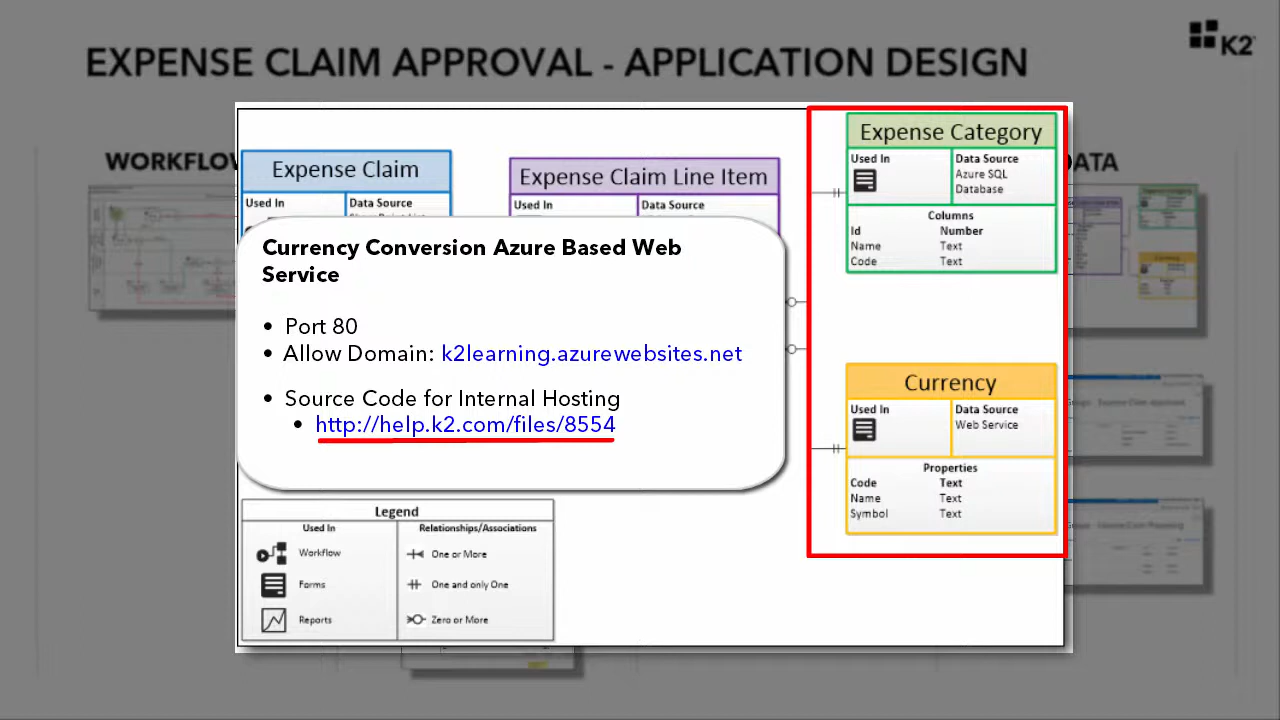 EXPENSE CLAIM APPROVAL - APPLICATION DESIGN
K2
WORKFLOW
DATA
Expense Claim
Used In
Data Source
Expense Claim Line Item
Used In
Data Source
Expense Category
Used In
Data Source
Azure SQL
Database
Columns
Id Number
Name Text
Code Text
Currency Conversion Azure Based Web
Service
• Port 80
• Allow Domain: k2learning.azurewebsites.net
• Source Code for Internal Hosting
• http://help.k2.com/files/8554
Currency
Used In
Data Source
Web Service
Properties
Code Text
Name Text
Symbol Text
Legend
Used In
Relationships/Associations
Workflow
One or More
Forms
One and only One
Reports
Zero or More